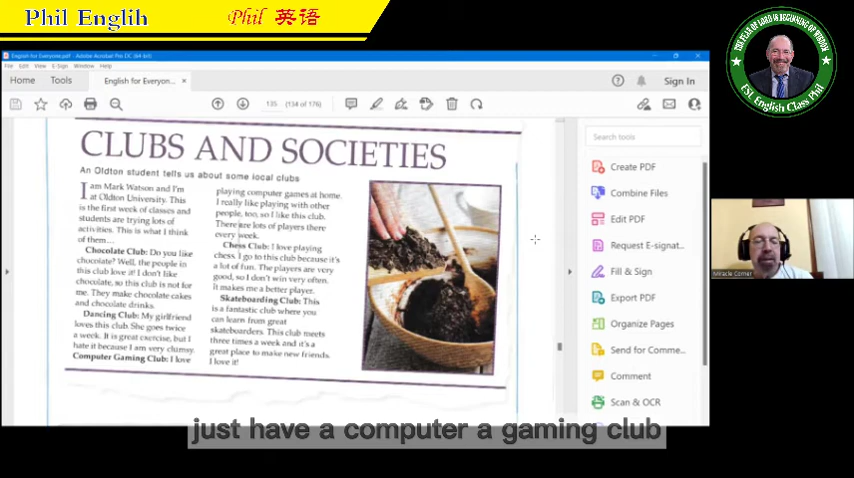 Phil Englih
Phil 英语
THE FEAR OF LORD IS BEGINNING OF WISDOM
ESL English Class Phil
English for Everyone.pdf - Adobe Acrobat Pro DC (64-bit)
File Edit View E-Sign Window Help
Home Tools English for Everyon... × Sign In
135 (134 of 176)
CLUBS AND SOCIETIES
An Oldton student tells us about some local clubs
I am Mark Watson and I'm
at Oldton University. This
is the first week of classes and
students are trying lots of
activities. This is what I think
of them...
Chocolate Club: Do you like
chocolate? Well, the people in
this club love it! I don't like
chocolate, so this club is not for
me. They make chocolate cakes
and chocolate drinks.
Dancing Club: My girlfriend
loves this club. She goes twice
a week. It is great exercise, but I
hate it because I am very clumsy.
Computer Gaming Club: I love
playing computer games at home.
I really like playing with other
people, too, so I like this club.
There are lots of players there
every week.
Chess Club: I love playing
chess. I go to this club because it's
a lot of fun. The players are very
good, so I don't win very often.
It makes me a better player.
Skateboarding Club: This
is a fantastic club where you
can learn from great
skateboarders. This club meets
three times a week and it's a
great place to make new friends.
I love it!
Search tools
Create PDF
Combine Files
Edit PDF
Request E-signat...
Fill & Sign
Export PDF
Organize Pages
Send for Comme...
Comment
Scan & OCR
Miracle Corner
just have a computer a gaming club